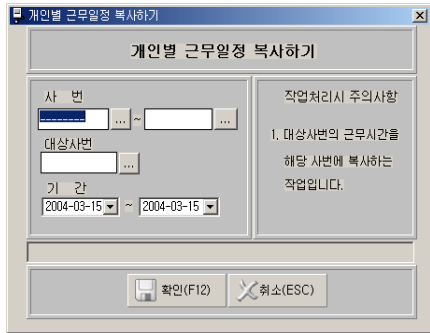 개인별 근무일정 복사하기
개인별 근무일정 복사하기
사 번
________ ... ~ ...
대상사번
...
기 간
2004-03-15 ~ 2004-03-15
작업처리시 주의사항
1. 대상사번의 근무시간을
해당 사번에 복사하는
작업입니다.
확인(F12) 취소(ESC)